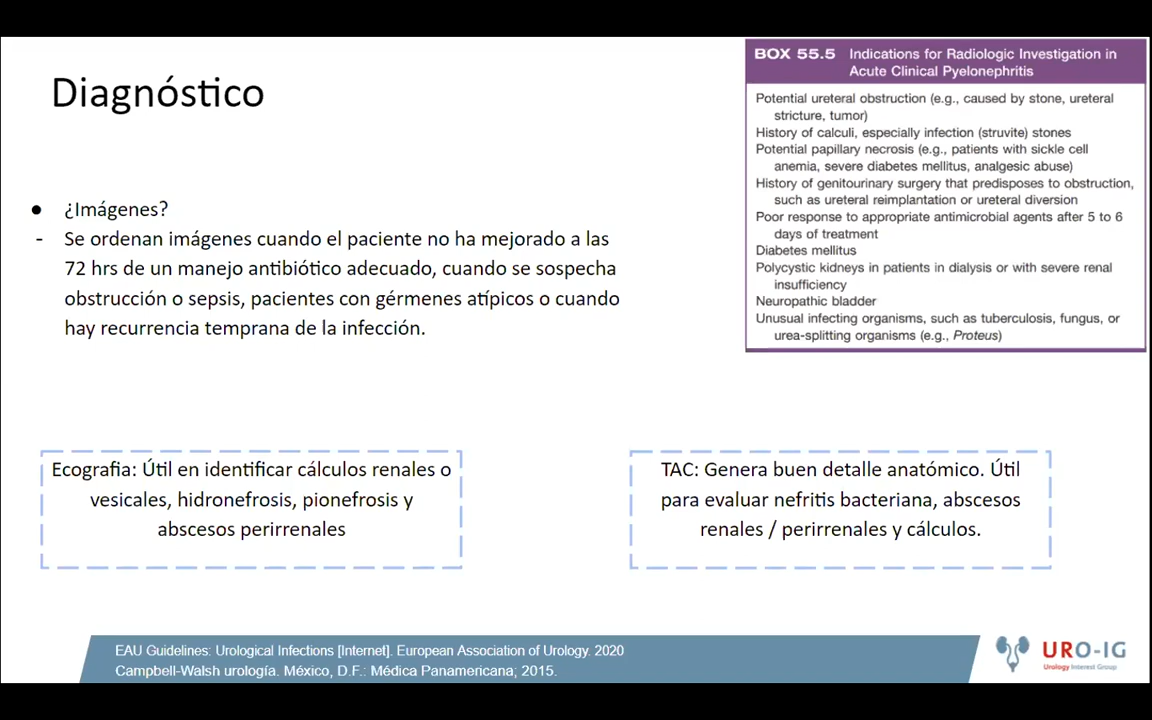 Diagnóstico
● ¿Imágenes?
- Se ordenan imágenes cuando el paciente no ha mejorado a las
72 hrs de un manejo antibiótico adecuado, cuando se sospecha
obstrucción o sepsis, pacientes con gérmenes atípicos o cuando
hay recurrencia temprana de la infección.
BOX 55.5 Indications for Radiologic Investigation in
Acute Clinical Pyelonephritis
Potential ureteral obstruction (e.g., caused by stone, ureteral
stricture, tumor)
History of calculi, especially infection (struvite) stones
Potential papillary necrosis (e.g., patients with sickle cell
anemia, severe diabetes mellitus, analgesic abuse)
History of genitourinary surgery that predisposes to obstruction,
such as ureteral reimplantation or ureteral diversion
Poor response to appropriate antimicrobial agents after 5 to 6
days of treatment
Diabetes mellitus
Polycystic kidneys in patients in dialysis or with severe renal
insufficiency
Neuropathic bladder
Unusual infecting organisms, such as tuberculosis, fungus, or
urea-splitting organisms (e.g., Proteus)
Ecografia: Útil en identificar cálculos renales o
vesicales, hidronefrosis, pionefrosis y
abscesos perirrenales
TAC: Genera buen detalle anatómico. Útil
para evaluar nefritis bacteriana, abscesos
renales / perirrenales y cálculos.
EAU Guidelines: Urological Infections [Internet]. European Association of Urology. 2020
Campbell-Walsh urología. México, D.F.: Médica Panamericana; 2015.
URO-IG
Urology Interest Group